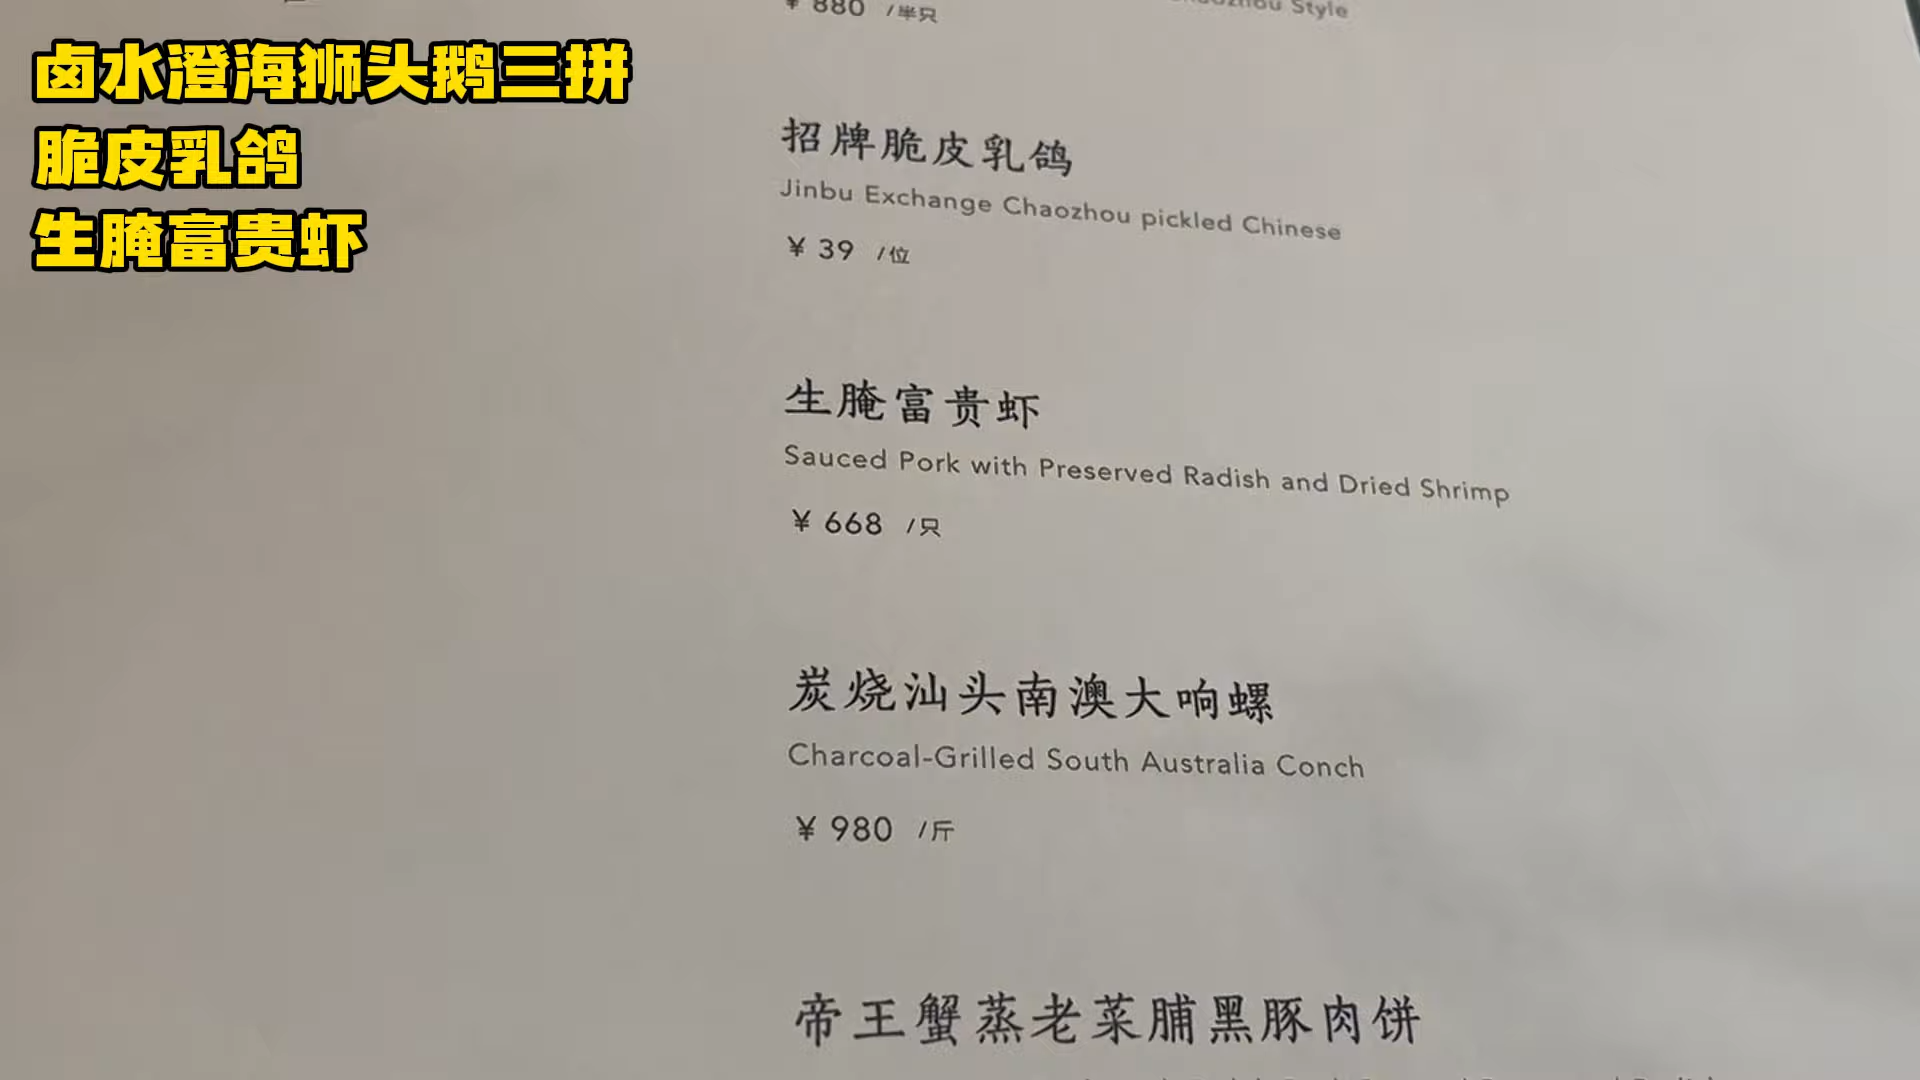 卤水澄海狮头鹅三拼
脆皮乳鸽
生腌富贵虾
Style
¥ 880 /半只
招牌脆皮乳鸽
Jinbu Exchange Chaozhou pickled Chinese
¥ 39 /位
生腌富贵虾
Sauced Pork with Preserved Radish and Dried Shrimp
¥ 668 /只
炭烧汕头南澳大响螺
Charcoal-Grilled South Australia Conch
¥ 980 /斤
帝王蟹蒸老菜脯黑豚肉饼